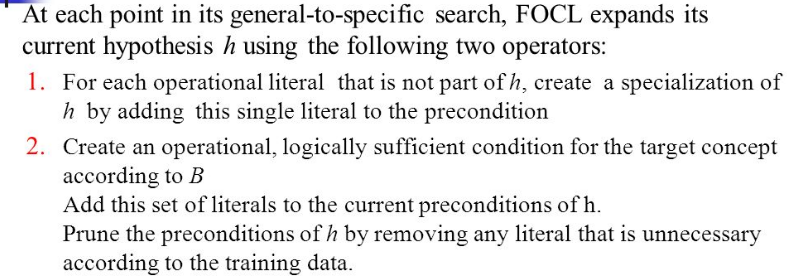 At each point in its general-to-specific search, FOCL expands its
current hypothesis h using the following two operators:
1. For each operational literal that is not part of h, create a specialization of
h by adding this single literal to the precondition
2. Create an operational, logically sufficient condition for the target concept
according to B
Add this set of literals to the current preconditions of h.
Prune the preconditions of h by removing any literal that is unnecessary
according to the training data.